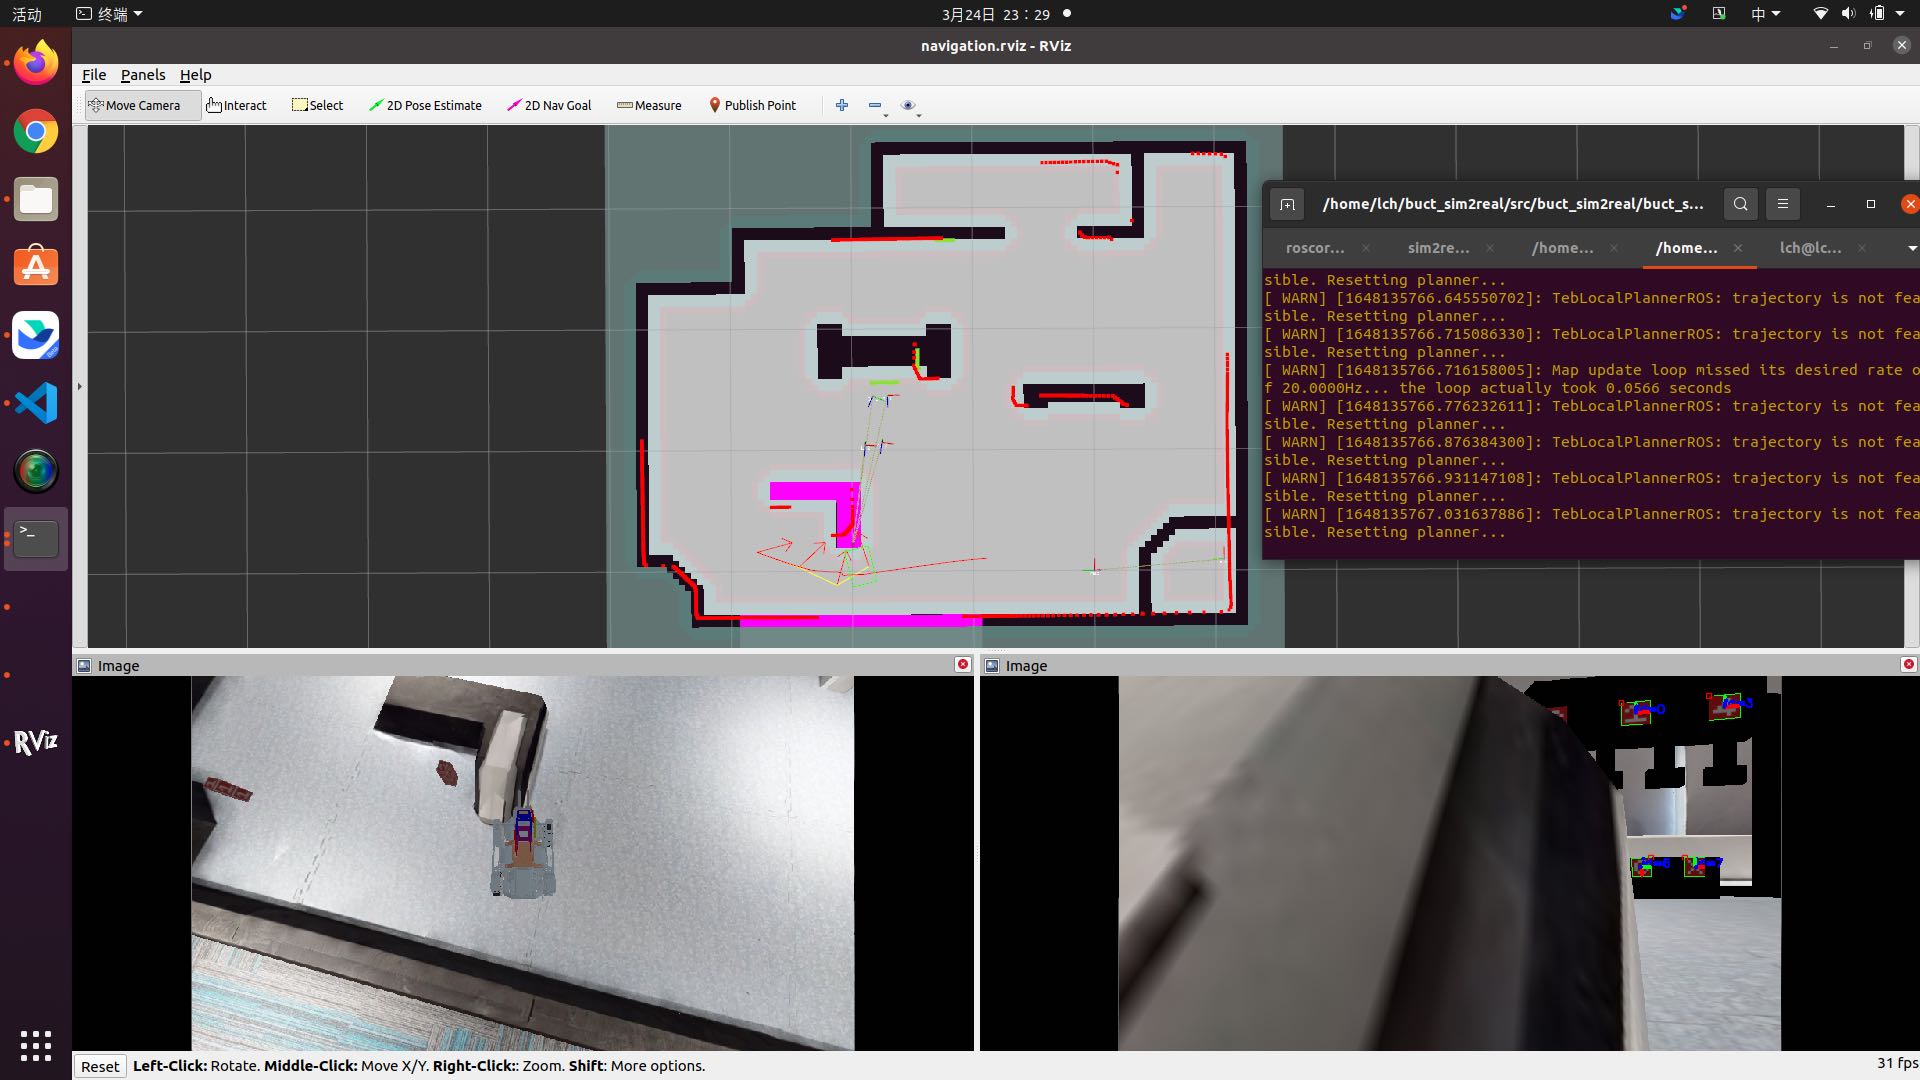 活动
终端
3月24日 23：29
中
navigation.rviz - RViz
File Panels Help
Move Camera Interact Select 2D Pose Estimate 2D Nav Goal Measure Publish Point
/home/lch/buct_sim2real/src/buct_sim2real/buct_s...
roscor... sim2re... /home... /home... lch@lc...
sible. Resetting planner...
[ WARN] [1648135766.645550702]: TebLocalPlannerROS: trajectory is not fea
sible. Resetting planner...
[ WARN] [1648135766.715086330]: TebLocalPlannerROS: trajectory is not fea
sible. Resetting planner...
[ WARN] [1648135766.716158005]: Map update loop missed its desired rate o
f 20.0000Hz... the loop actually took 0.0566 seconds
[ WARN] [1648135766.776232611]: TebLocalPlannerROS: trajectory is not fea
sible. Resetting planner...
[ WARN] [1648135766.876384300]: TebLocalPlannerROS: trajectory is not fea
sible. Resetting planner...
[ WARN] [1648135766.931147108]: TebLocalPlannerROS: trajectory is not fea
sible. Resetting planner...
[ WARN] [1648135767.031637886]: TebLocalPlannerROS: trajectory is not fea
sible. Resetting planner...
Image
Image
RViz
Reset Left-Click: Rotate. Middle-Click: Move X/Y. Right-Click:: Zoom. Shift: More options.
31 fps